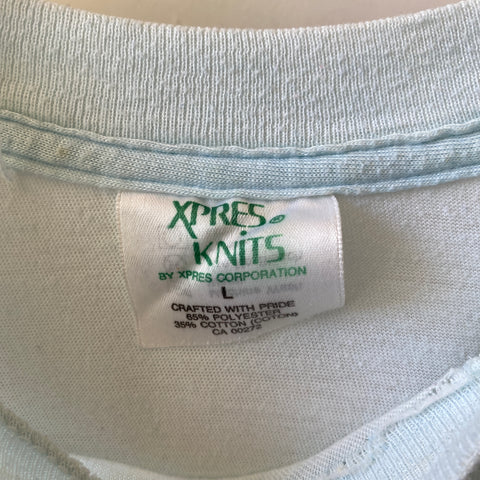 XPRES
KNITS
BY XPRES CORPORATION
L
CRAFTED WITH PRIDE
65% POLYESTER
35% COTTON (COTON)
CA 00272